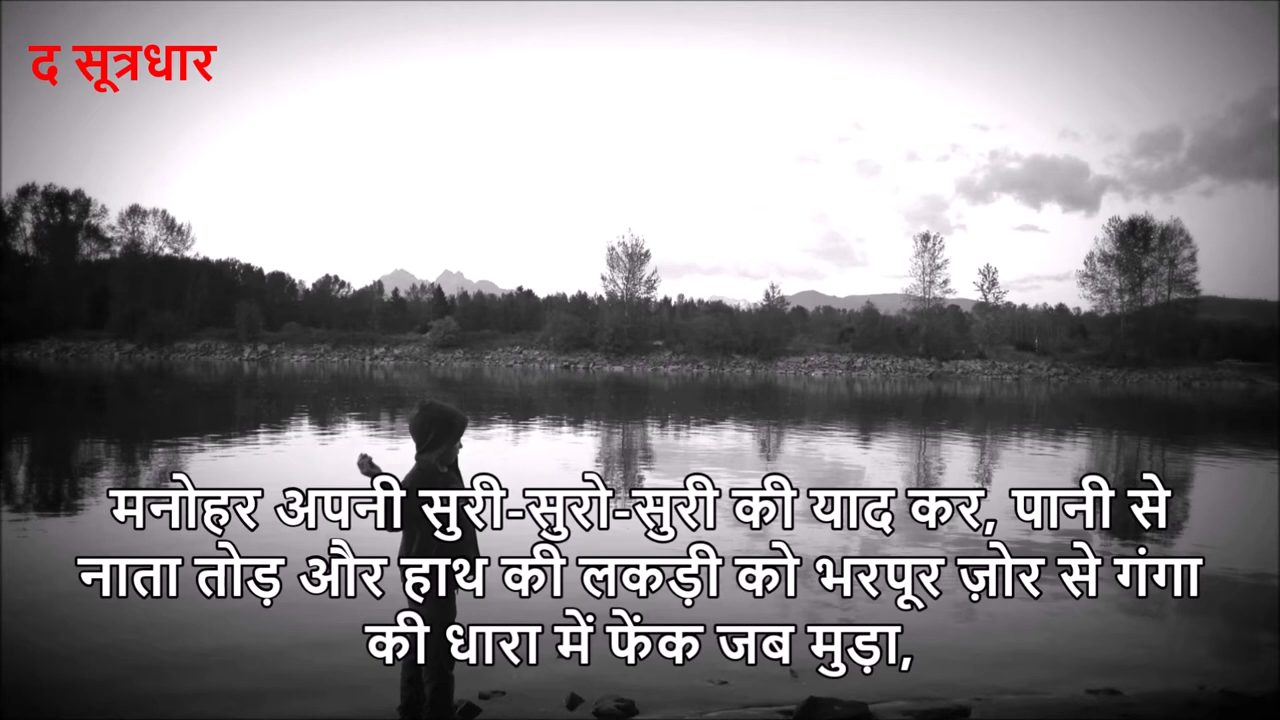 द सूत्रधार
मनोहर अपनी सुरी-सुरो-सुरी की याद कर, पानी से
नाता तोड़ और हाथ की लकड़ी को भरपूर ज़ोर से गंगा
की धारा में फेंक जब मुड़ा,